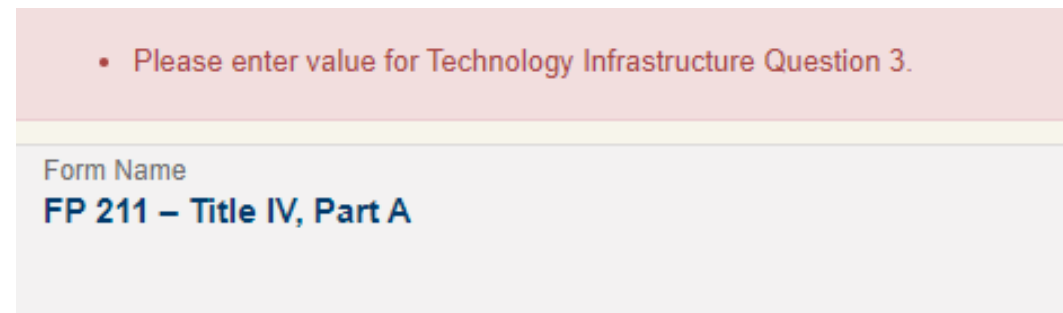 • Please enter value for Technology Infrastructure Question 3.
Form Name
FP 211 – Title IV, Part A